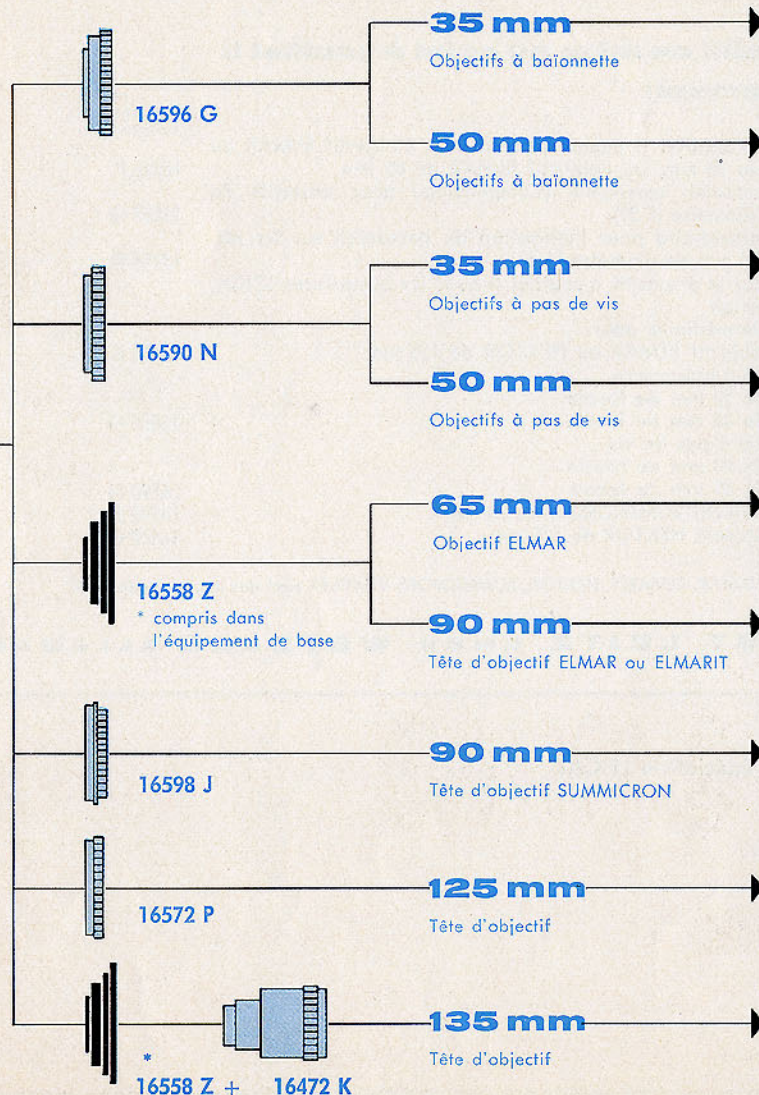 35 mm
Objectifs à baïonnette
16596 G
50 mm
Objectifs à baïonnette
35 mm
Objectifs à pas de vis
16590 N
50 mm
Objectifs à pas de vis
65 mm
Objectif ELMAR
16558 Z
* compris dans
l'équipement de base
90 mm
Tête d'objectif ELMAR ou ELMARIT
90 mm
16598 J
Tête d'objectif SUMMICRON
125 mm
16572 P
Tête d'objectif
135 mm
Tête d'objectif
*
16558 Z + 16472 K